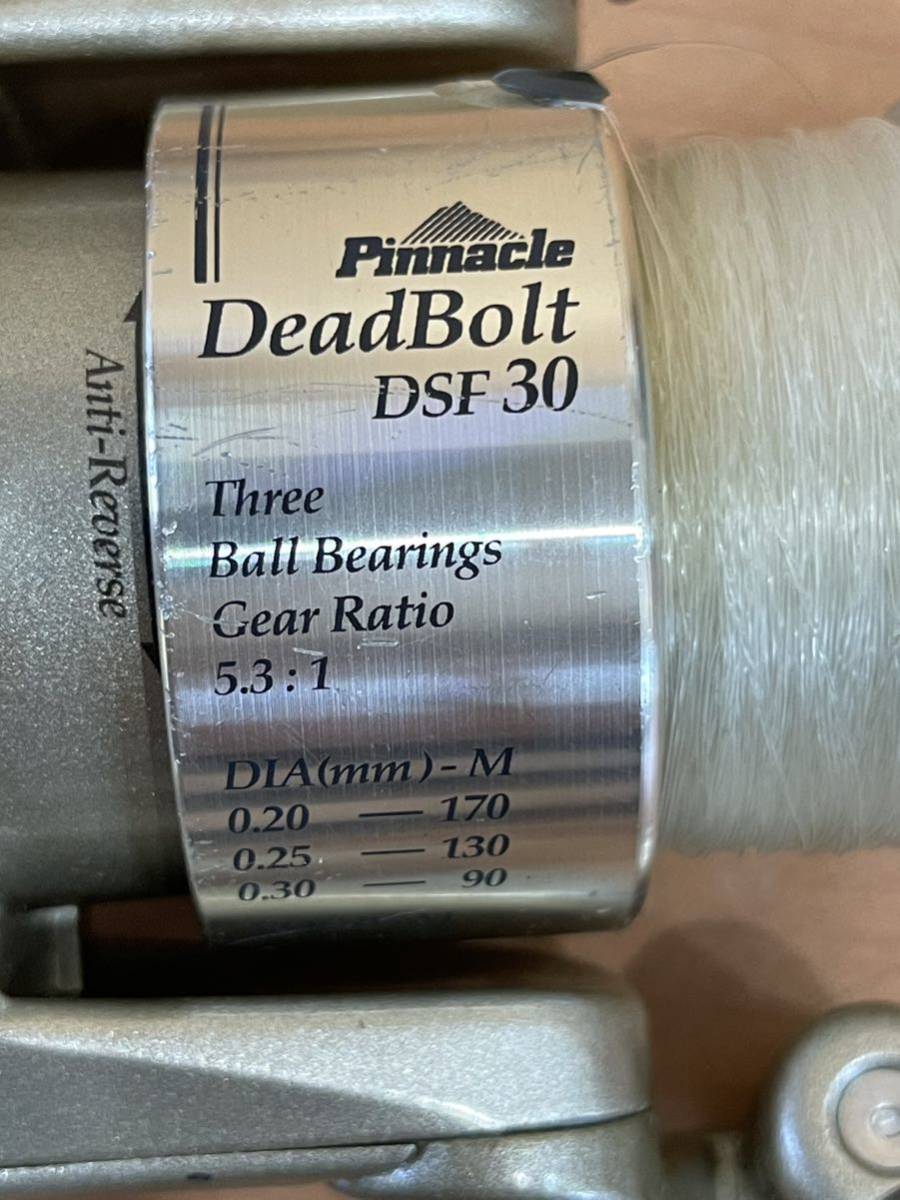 Pinnacle
DeadBolt
DSF 30
Three
Ball Bearings
Gear Ratio
5.3 : 1
DIA(mm) - M
0.20 — 170
0.25 — 130
0.30 — 90
Anti-Reverse